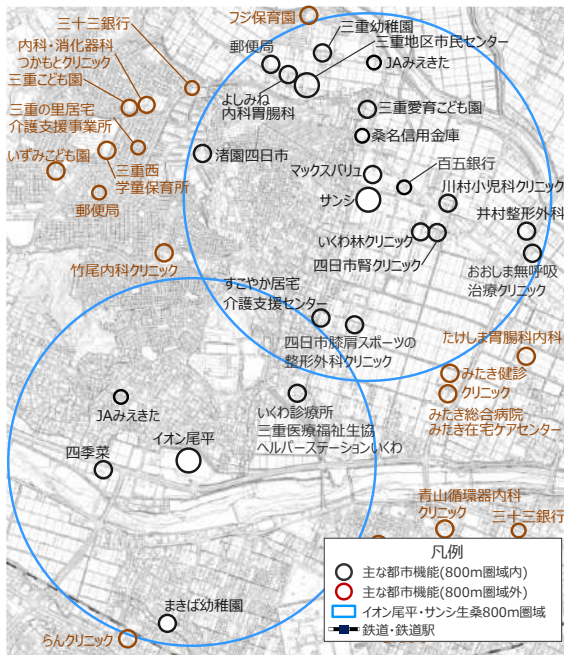 フジ保育園
三十三銀行
三重幼稚園
郵便局
三重地区市民センター
内科・消化器科
つかもとクリニック
JAみえきた
三重こども園
よしみね
内科胃腸科
三重の里居宅
介護支援事業所
三重愛育こども園
桑名信用金庫
いずみこども園
渚園四日市
三重西
学童保育所
マックスバリュ
百五銀行
川村小児科クリニック
郵便局
サンシ
井村整形外科
いくわ林クリニック
四日市腎クリニック
竹尾内科クリニック
おおしま無呼吸
治療クリニック
すこやか居宅
介護支援センター
四日市膝肩スポーツの
整形外科クリニック
たけしま胃腸科内科
みたき健診
クリニック
JAみえきた
いくわ診療所
三重医療福祉生協
ヘルパーステーションいくわ
みたき総合病院
みたき在宅ケアセンター
イオン尾平
四季菜
青山循環器内科
クリニック
三十三銀行
凡例
主な都市機能(800m圏域内)
主な都市機能(800m圏域外)
イオン尾平・サンシ生桑800m圏域
鉄道・鉄道駅
まきば幼稚園
らんクリニック